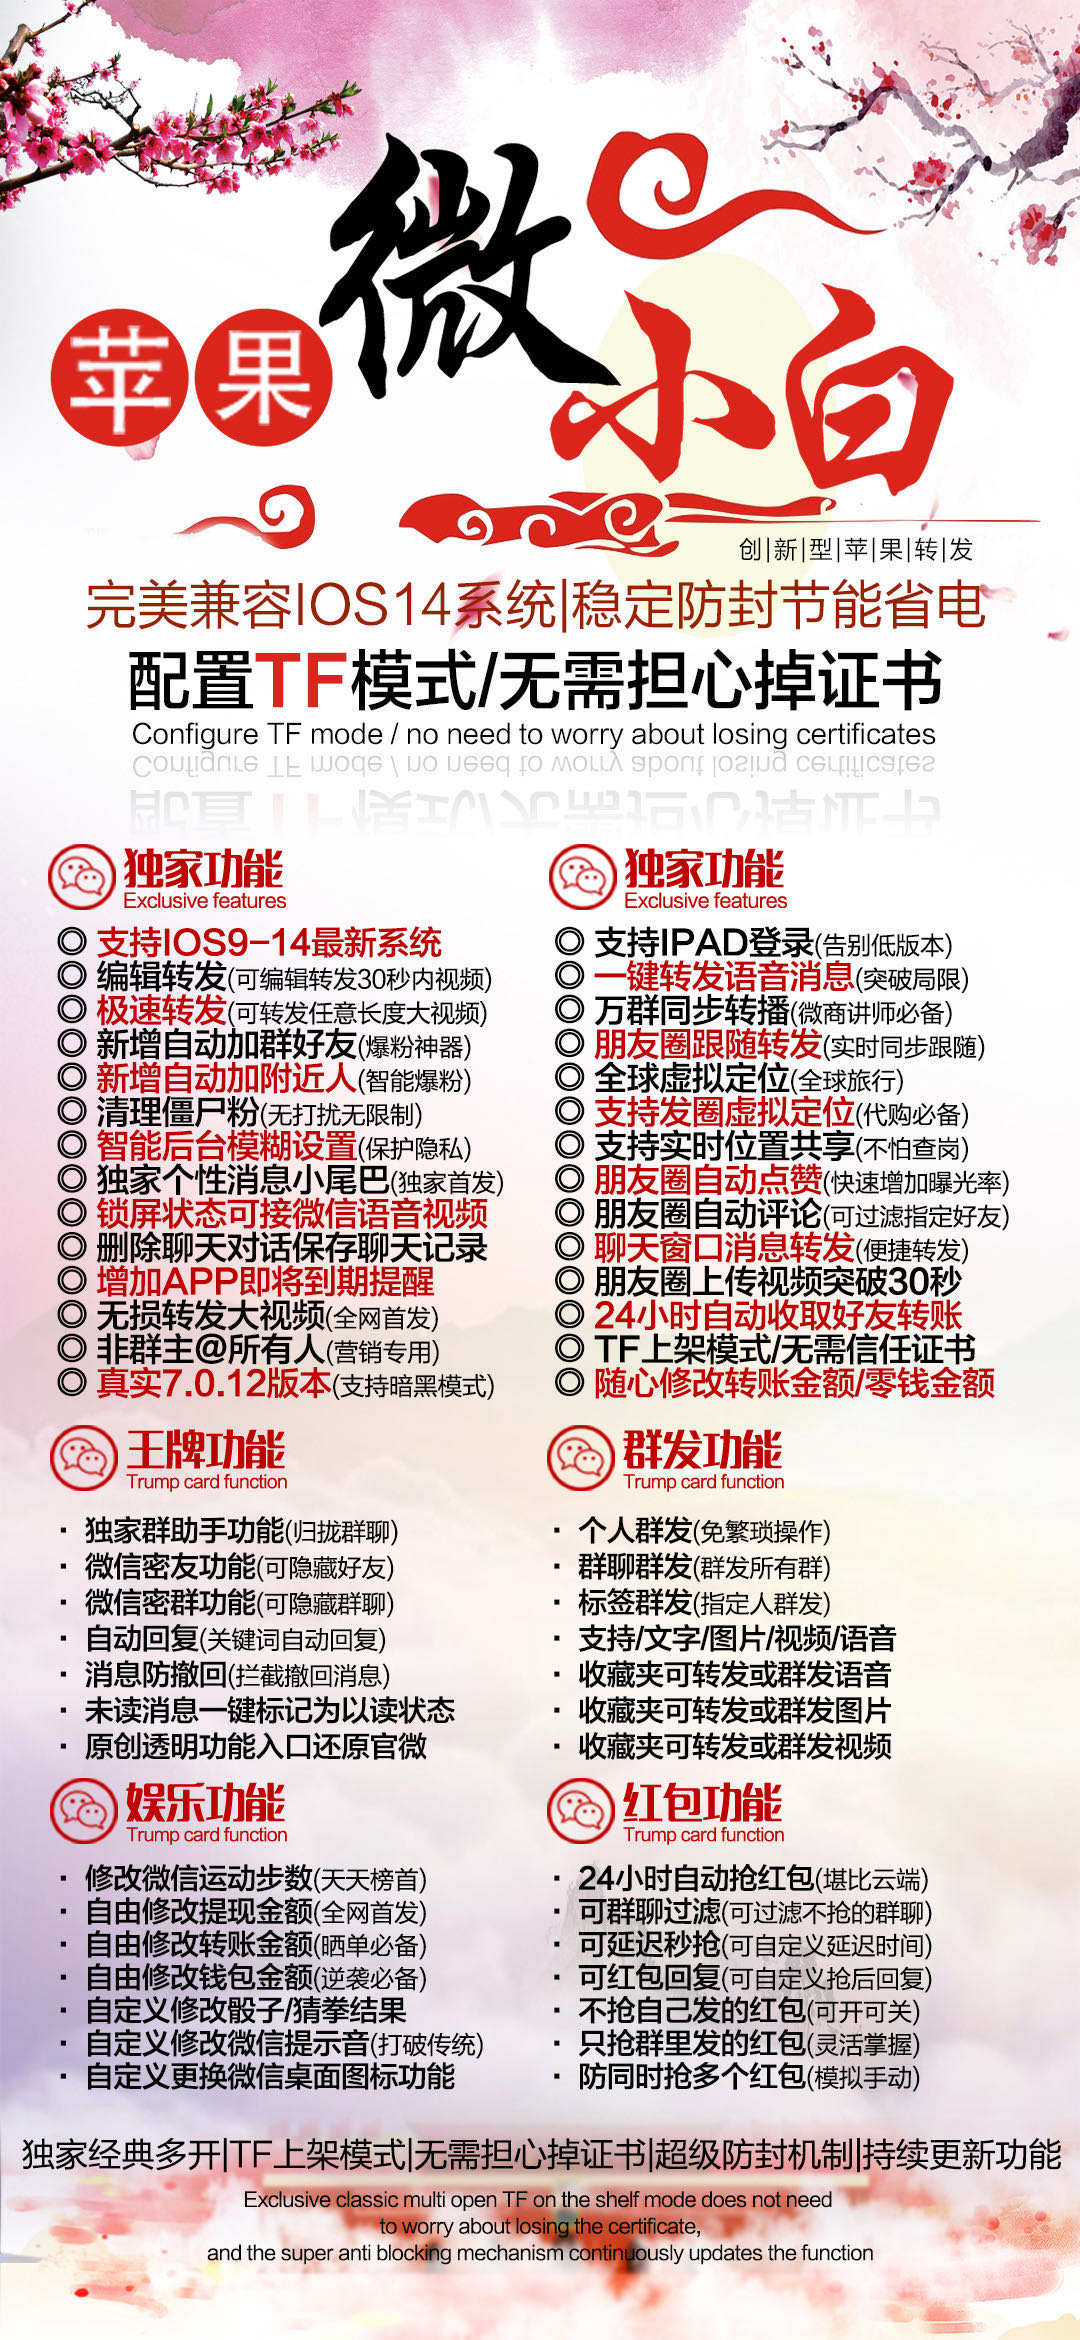 苹果
微
小白
创|新|型|苹|果|转|发
完美兼容IOS14系统|稳定防封节能省电
配置TF模式/无需担心掉证书
Configure TF mode / no need to worry about losing certificates
独家功能
Exclusive features
◎ 支持IOS9-14最新系统
◎ 编辑转发(可编辑转发30秒内视频)
◎ 极速转发(可转发任意长度大视频)
◎ 新增自动加群好友(爆粉神器)
◎ 新增自动加附近人(智能爆粉)
◎ 清理僵尸粉(无打扰无限制)
◎ 智能后台模糊设置(保护隐私)
◎ 独家个性消息小尾巴(独家首发)
◎ 锁屏状态可接微信语音视频
◎ 删除聊天对话保存聊天记录
◎ 增加APP即将到期提醒
◎ 无损转发大视频(全网首发)
◎ 非群主@所有人(营销专用)
◎ 真实7.0.12版本(支持暗黑模式)
独家功能
Exclusive features
◎ 支持IPAD登录(告别低版本)
◎ 一键转发语音消息(突破局限)
◎ 万群同步转播(微商讲师必备)
◎ 朋友圈跟随转发(实时同步跟随)
◎ 全球虚拟定位(全球旅行)
◎ 支持发圈虚拟定位(代购必备)
◎ 支持实时位置共享(不怕查岗)
◎ 朋友圈自动点赞(快速增加曝光率)
◎ 朋友圈自动评论(可过滤指定好友)
◎ 聊天窗口消息转发(便捷转发)
◎ 朋友圈上传视频突破30秒
◎ 24小时自动收取好友转账
◎ TF上架模式/无需信任证书
◎ 随心修改转账金额/零钱金额
王牌功能
Trump card function
· 独家群助手功能(归拢群聊)
· 微信密友功能(可隐藏好友)
· 微信密群功能(可隐藏群聊)
· 自动回复(关键词自动回复)
· 消息防撤回(拦截撤回消息)
· 未读消息一键标记为以读状态
· 原创透明功能入口还原官微
群发功能
Trump card function
· 个人群发(免繁琐操作)
· 群聊群发(群发所有群)
· 标签群发(指定人群发)
· 支持/文字/图片/视频/语音
· 收藏夹可转发或群发语音
· 收藏夹可转发或群发图片
· 收藏夹可转发或群发视频
娱乐功能
Trump card function
· 修改微信运动步数(天天榜首)
· 自由修改提现金额(全网首发)
· 自由修改转账金额(晒单必备)
· 自由修改钱包金额(逆袭必备)
· 自定义修改骰子/猜拳结果
· 自定义修改微信提示音(打破传统)
· 自定义更换微信桌面图标功能
红包功能
Trump card function
· 24小时自动抢红包(堪比云端)
· 可群聊过滤(可过滤不抢的群聊)
· 可延迟秒抢(可自定义延迟时间)
· 可红包回复(可自定义抢后回复)
· 不抢自己发的红包(可开可关)
· 只抢群里发的红包(灵活掌握)
· 防同时抢多个红包(模拟手动)
独家经典多开|TF上架模式|无需担心掉证书|超级防封机制|持续更新功能
Exclusive classic multi open TF on the shelf mode does not need
to worry about losing the certificate,
and the super anti blocking mechanism continuously updates the function